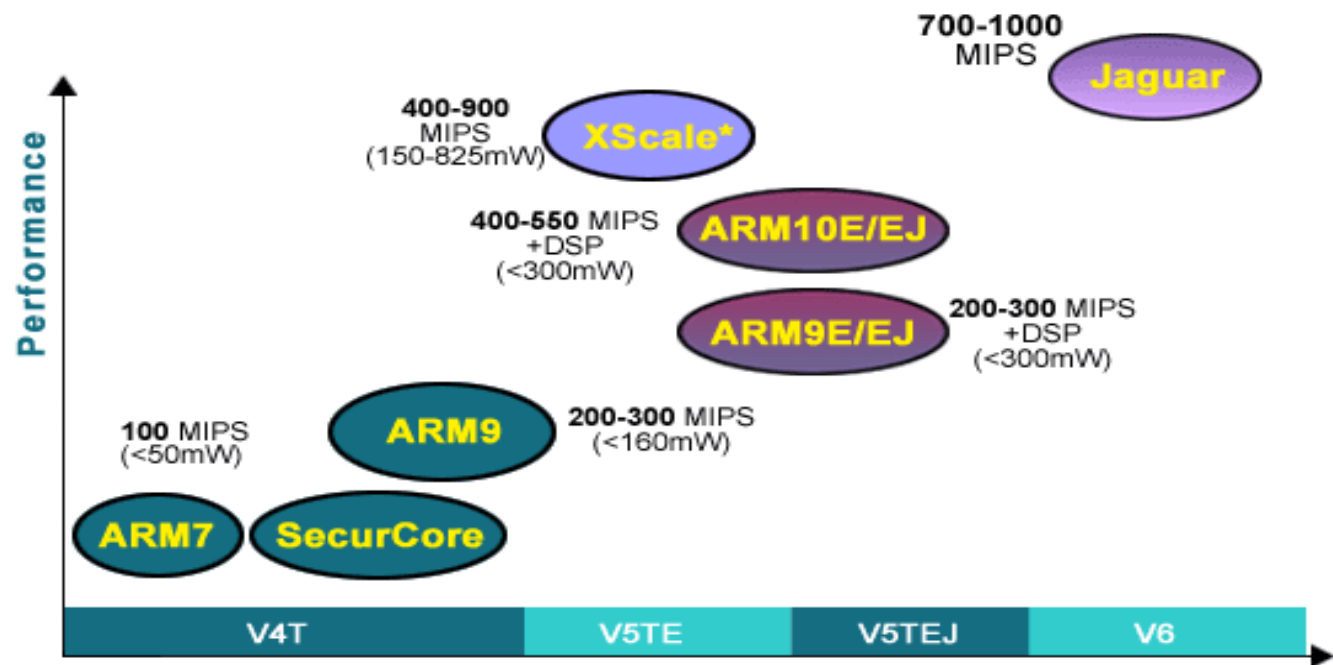 700-1000
MIPS
Jaguar
400-900
MIPS
(150-825mW)
XScale*
Performance
400-550 MIPS
+DSP
(<300mW)
ARM10E/EJ
ARM9E/EJ
200-300 MIPS
+DSP
(<300mW)
100 MIPS
(<50mW)
ARM9
200-300 MIPS
(<160mW)
ARM7
SecurCore
V4T
V5TE
V5TEJ
V6